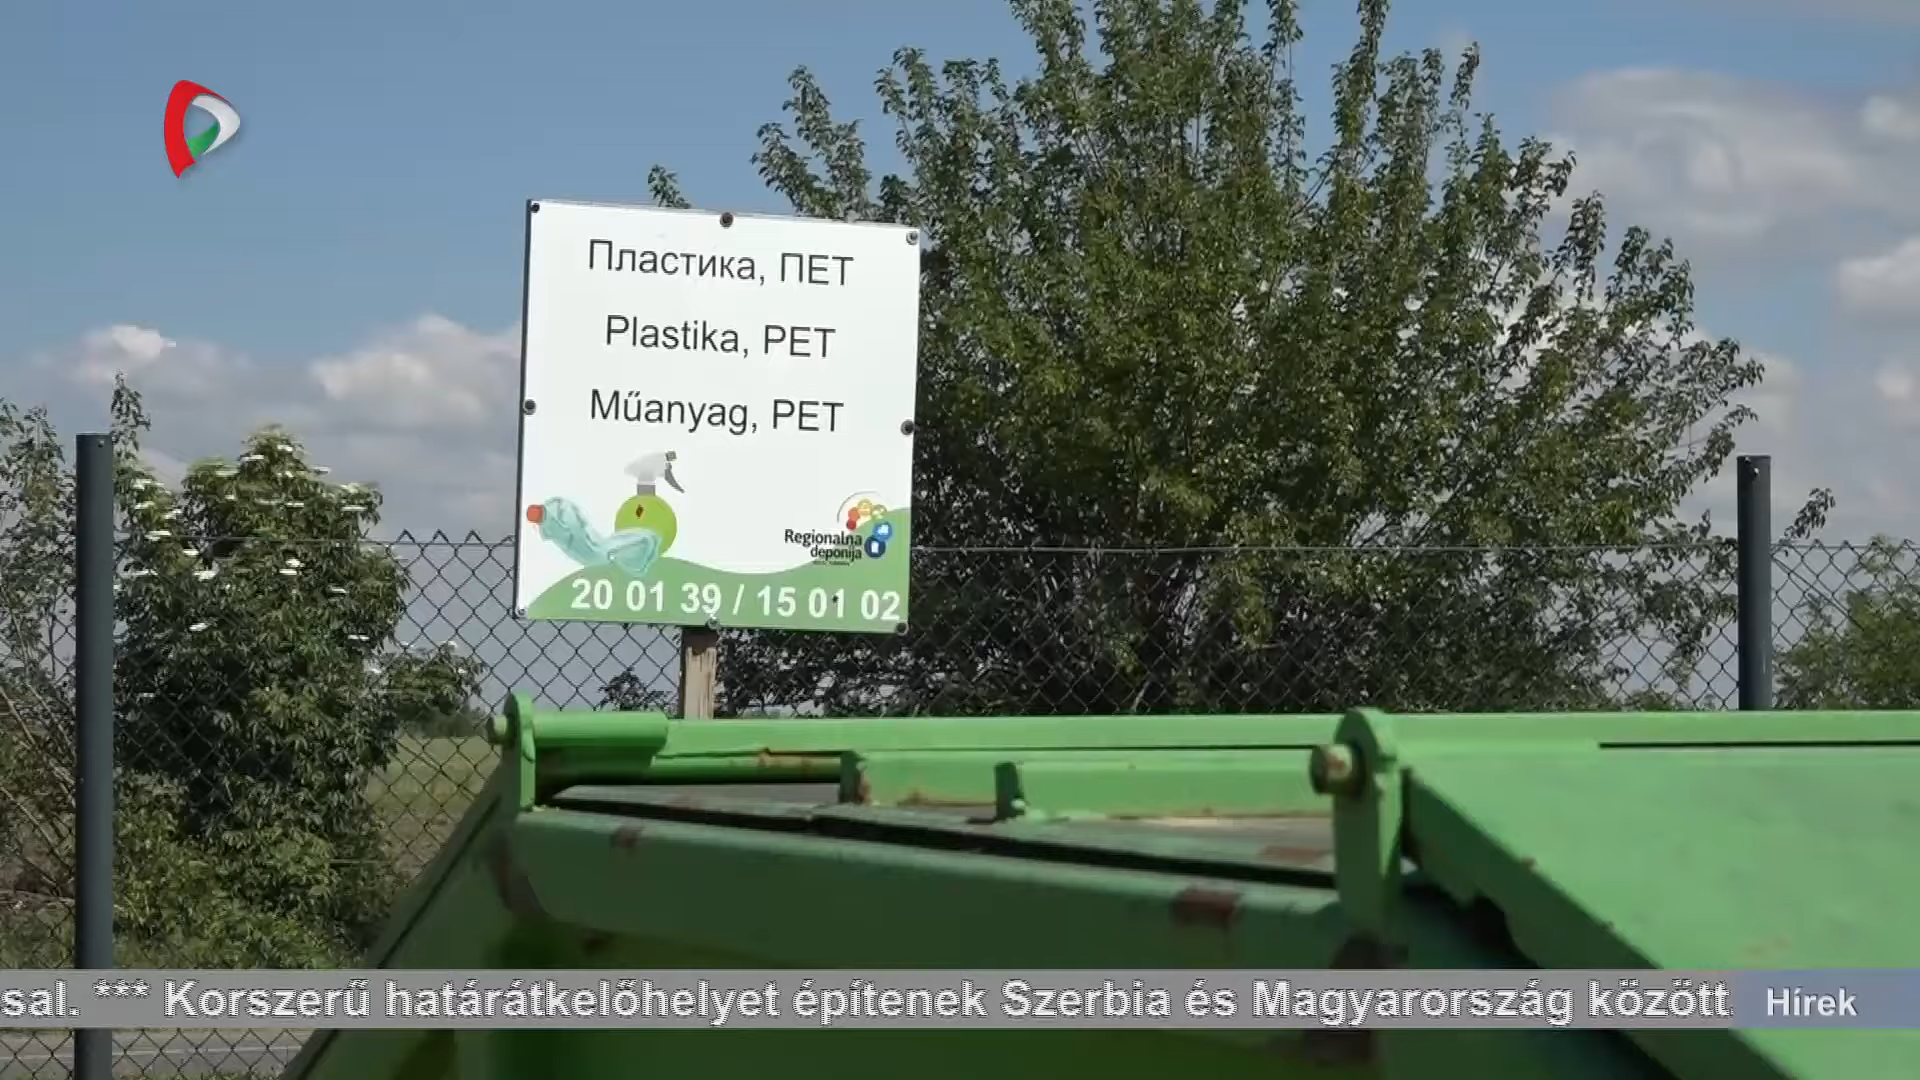 Пластика, ПЕТ
Plastika, PET
Műanyag, PET
Regionalna
deponija
20 01 39 / 15 01 02
sal. *** Korszerű határátkelőhelyet építenek Szerbia és Magyarország között.
Hírek